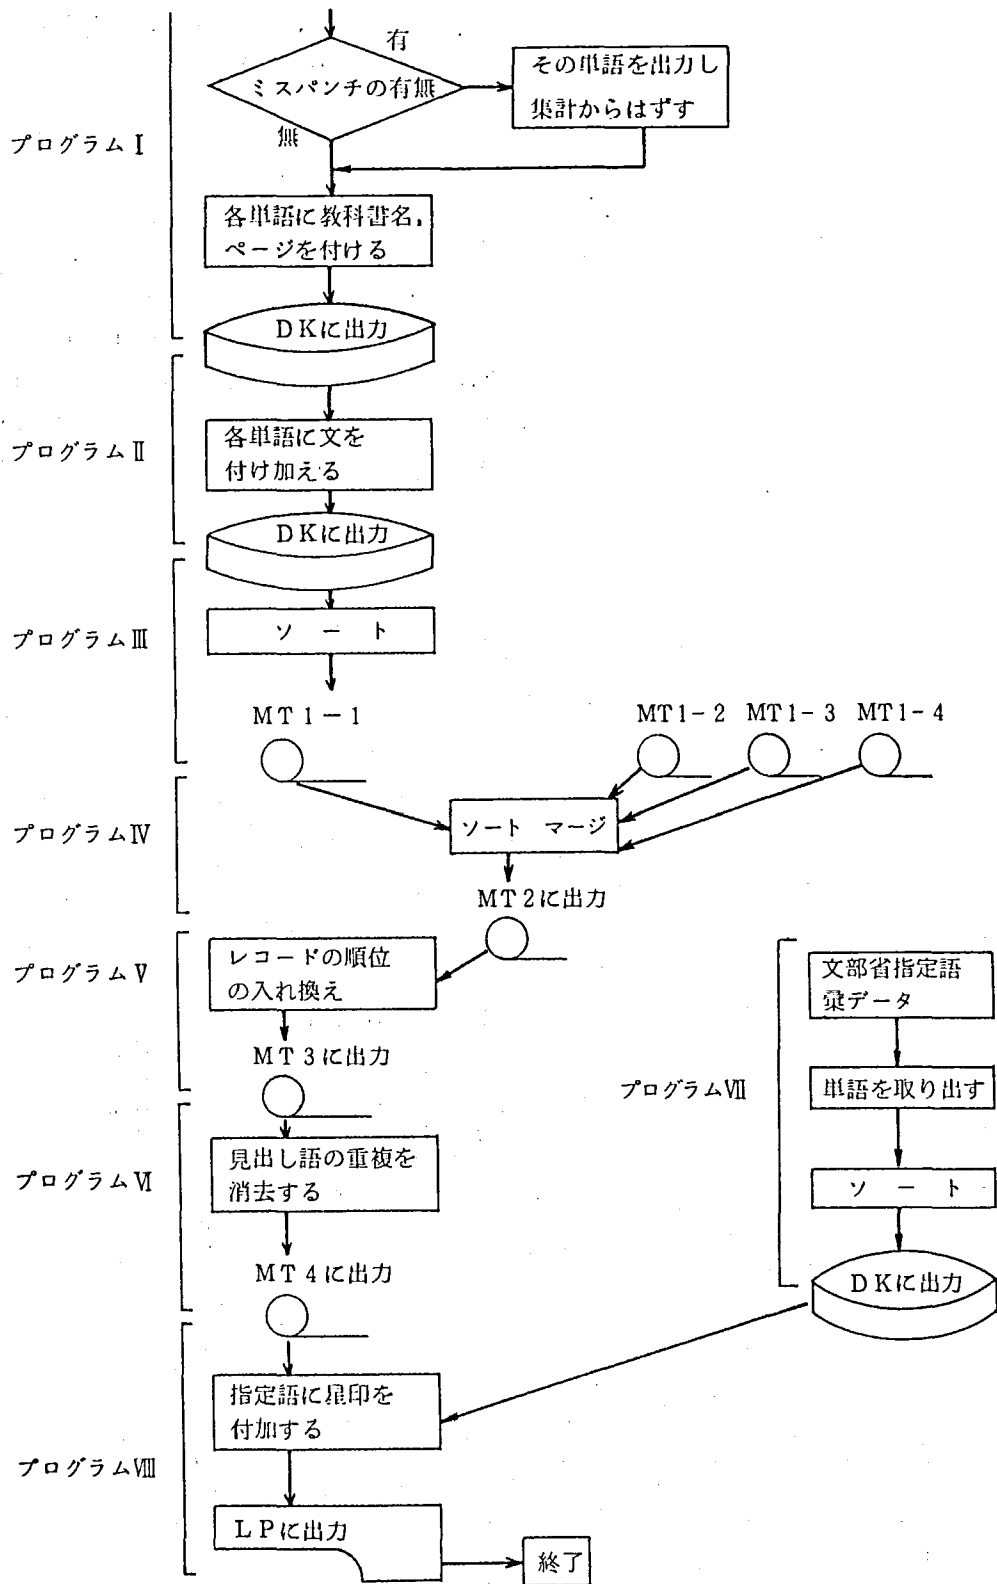 有
ミスパンチの有無
その単語を出力し
集計からはずす
無
プログラムⅠ
各単語に教科書名,
ページを付ける
DKに出力
プログラムⅡ
各単語に文を
付け加える
DKに出力
プログラムⅢ
ソート
MT1-1
MT1-2 MT1-3 MT1-4
プログラムⅣ
ソート マージ
MT2に出力
プログラムⅤ
レコードの順位
の入れ換え
MT3に出力
プログラムⅥ
見出し語の重複を
消去する
MT4に出力
プログラムⅦ
文部省指定語
彙データ
単語を取り出す
ソート
DKに出力
プログラムⅧ
指定語に星印を
付加する
LPに出力
終了